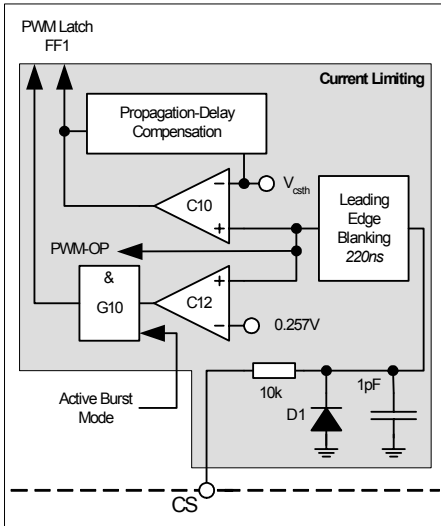 PWM Latch
FF1
Current Limiting
Propagation-Delay
Compensation
−
Vcsth
C10
+
Leading
Edge
Blanking
220ns
PWM-OP
&
G10
+
C12
−
0.257V
10k
1pF
D1
Active Burst
Mode
CS